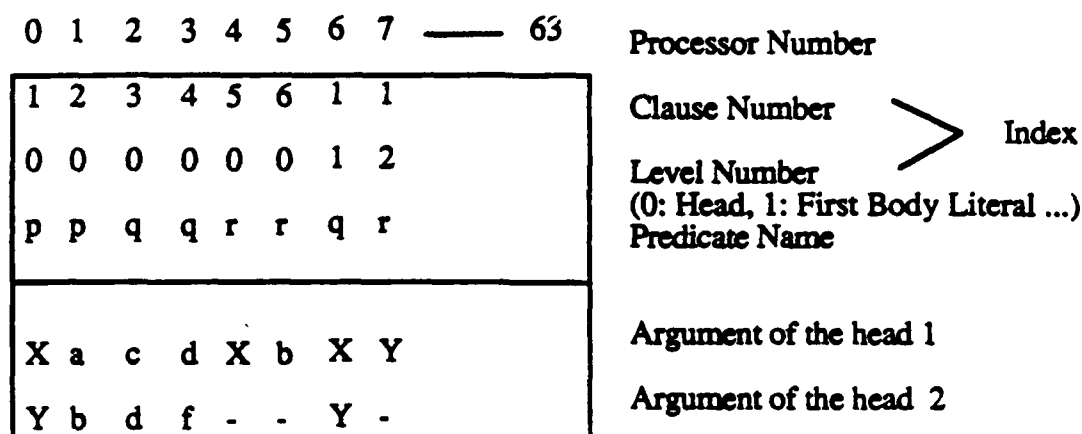 0 1 2 3 4 5 6 7 — 63 Processor Number
1 2 3 4 5 6 1 1 Clause Number
Index
0 0 0 0 0 0 1 2 Level Number
(0: Head, 1: First Body Literal ...)
p p q q r r q r Predicate Name
X a c d X b X Y Argument of the head 1
Y b d f - - Y - Argument of the head 2